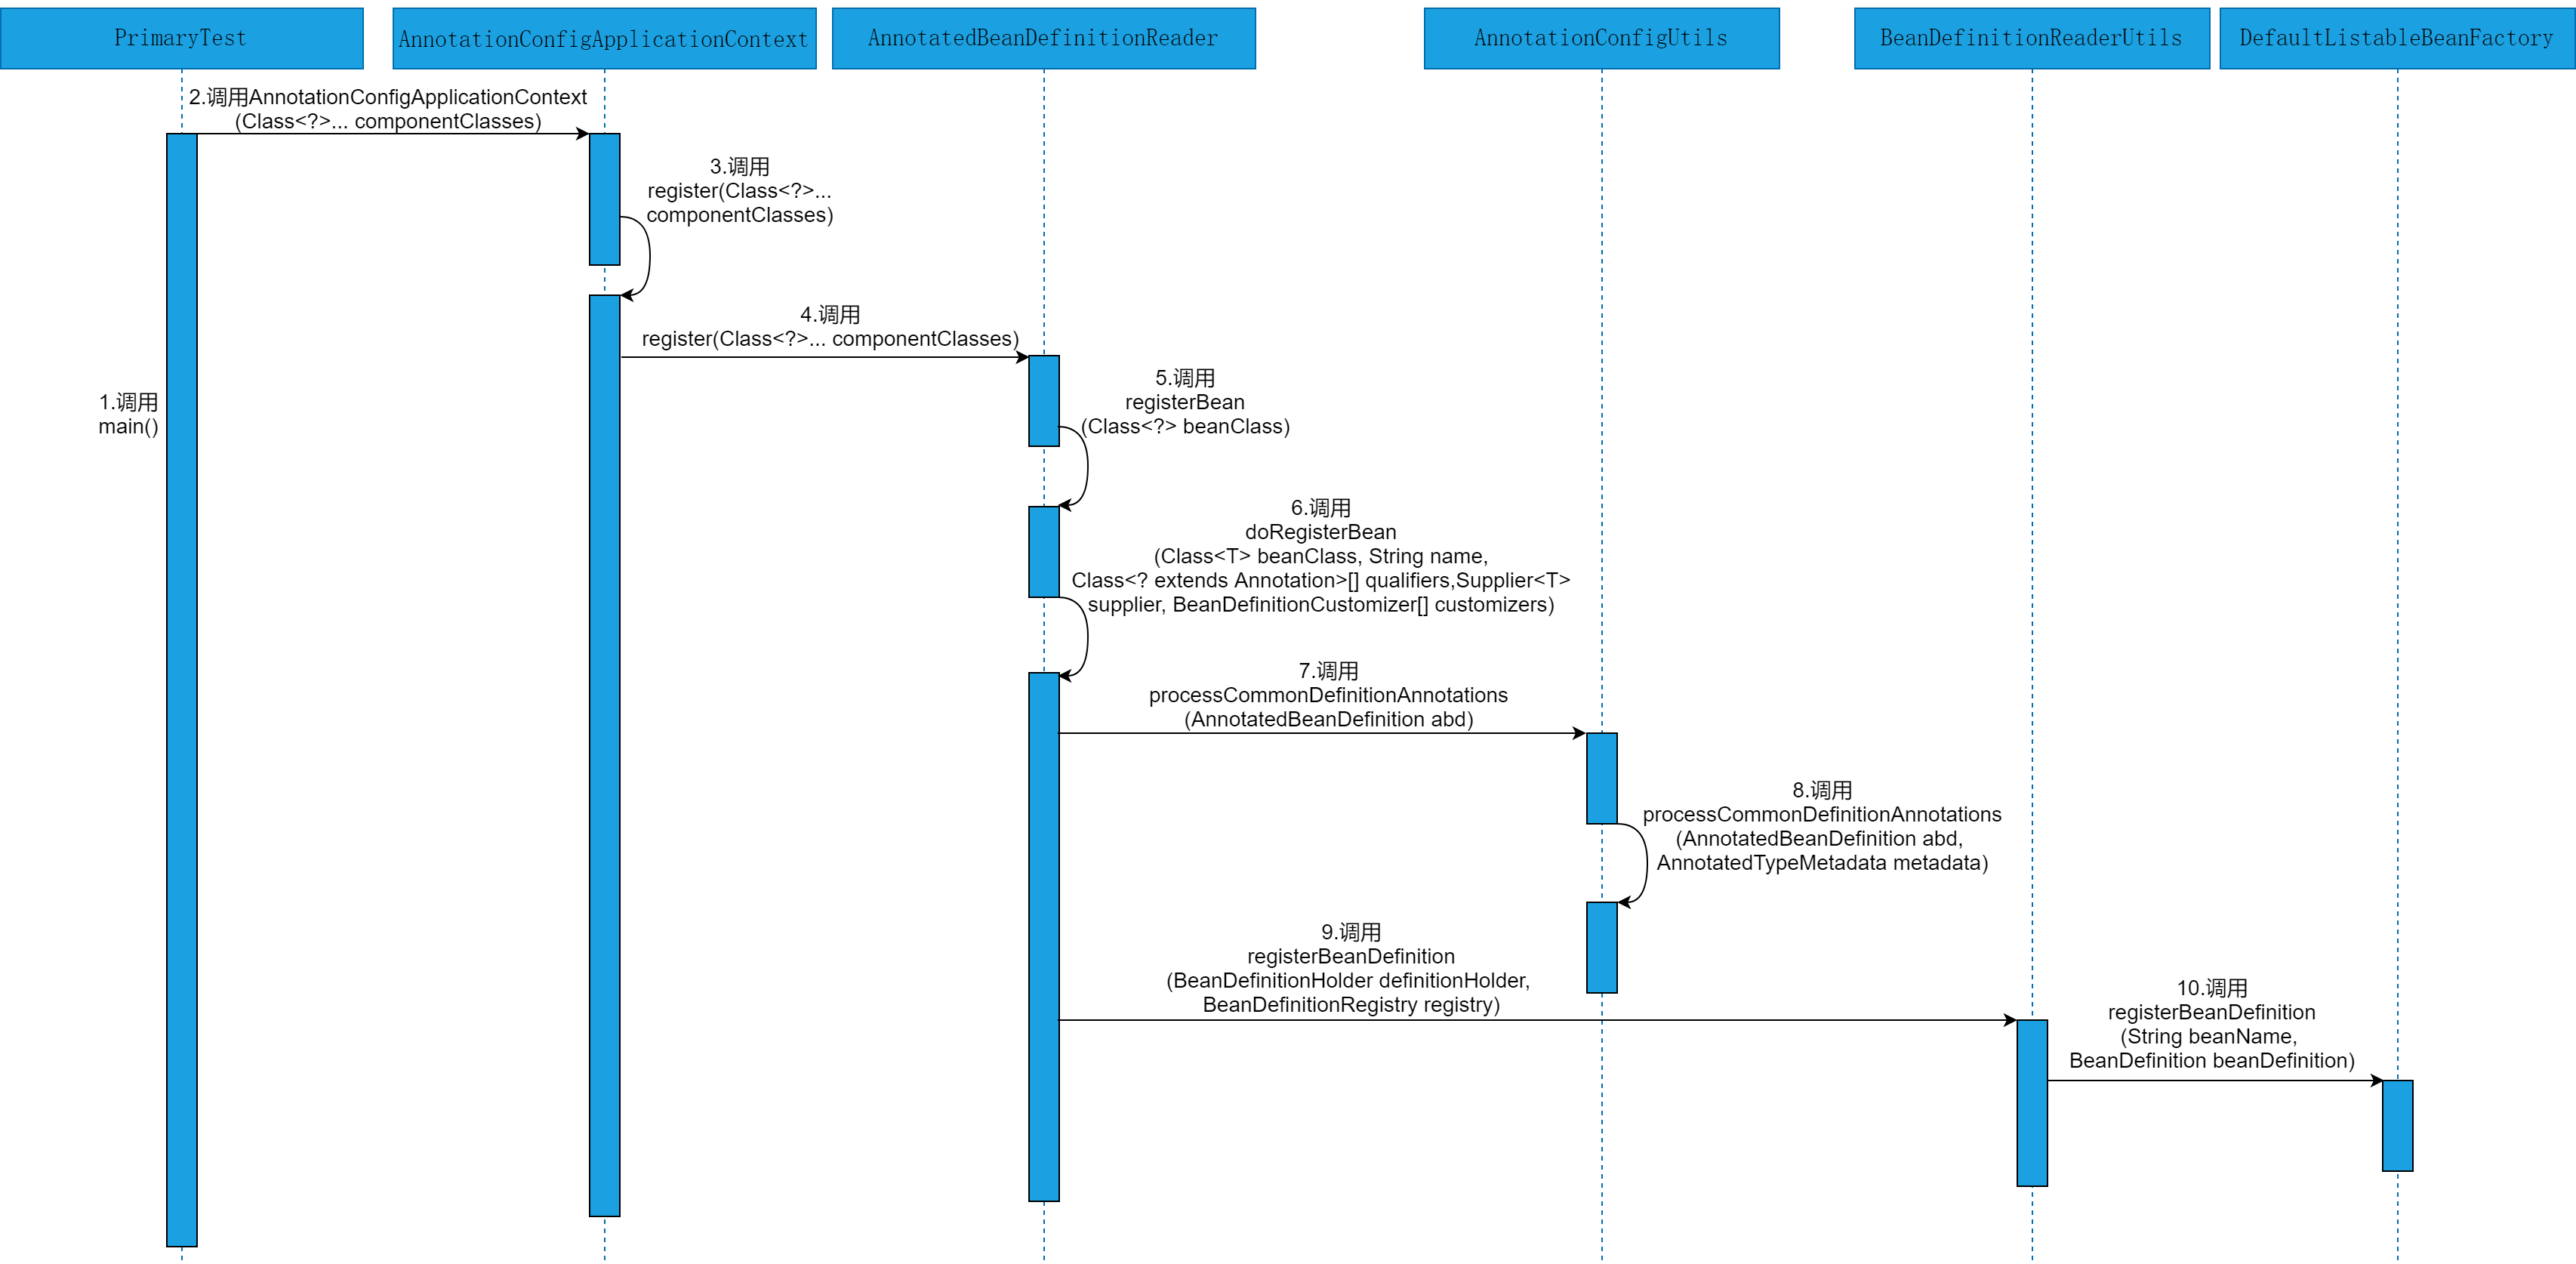 PrimaryTest
AnnotationConfigApplicationContext
AnnotatedBeanDefinitionReader
AnnotationConfigUtils
BeanDefinitionReaderUtils
DefaultListableBeanFactory
1.调用
main()
2.调用AnnotationConfigApplicationContext
(Class<?>... componentClasses)
3.调用
register(Class<?>...
componentClasses)
4.调用
register(Class<?>... componentClasses)
5.调用
registerBean
(Class<?> beanClass)
6.调用
doRegisterBean
(Class<T> beanClass, String name,
Class<? extends Annotation>[] qualifiers,Supplier<T>
supplier, BeanDefinitionCustomizer[] customizers)
7.调用
processCommonDefinitionAnnotations
(AnnotatedBeanDefinition abd)
8.调用
processCommonDefinitionAnnotations
(AnnotatedBeanDefinition abd,
AnnotatedTypeMetadata metadata)
9.调用
registerBeanDefinition
(BeanDefinitionHolder definitionHolder,
BeanDefinitionRegistry registry)
10.调用
registerBeanDefinition
(String beanName,
BeanDefinition beanDefinition)